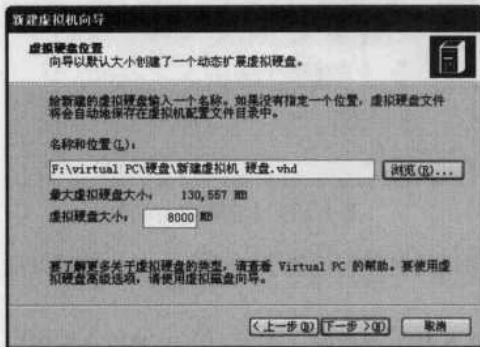 新建虚拟机向导
虚拟硬盘位置
向导以默认大小创建了一个动态扩展虚拟硬盘。
给新建的虚拟硬盘输入一个名称。如果没有指定一个位置，虚拟硬盘文件
将会自动地保存在虚拟机配置文件目录中。
名称和位置(L)：
F:\virtual PC\硬盘\新建虚拟机 硬盘.vhd
浏览(R)...
最大虚拟硬盘大小： 130,557 MB
虚拟硬盘大小： 8000 MB
要了解更多关于虚拟硬盘的类型，请查看 Virtual PC 的帮助。要使用虚
拟硬盘高级选项，请使用虚拟磁盘向导。
<上一步(B) 下一步 >(N) 取消